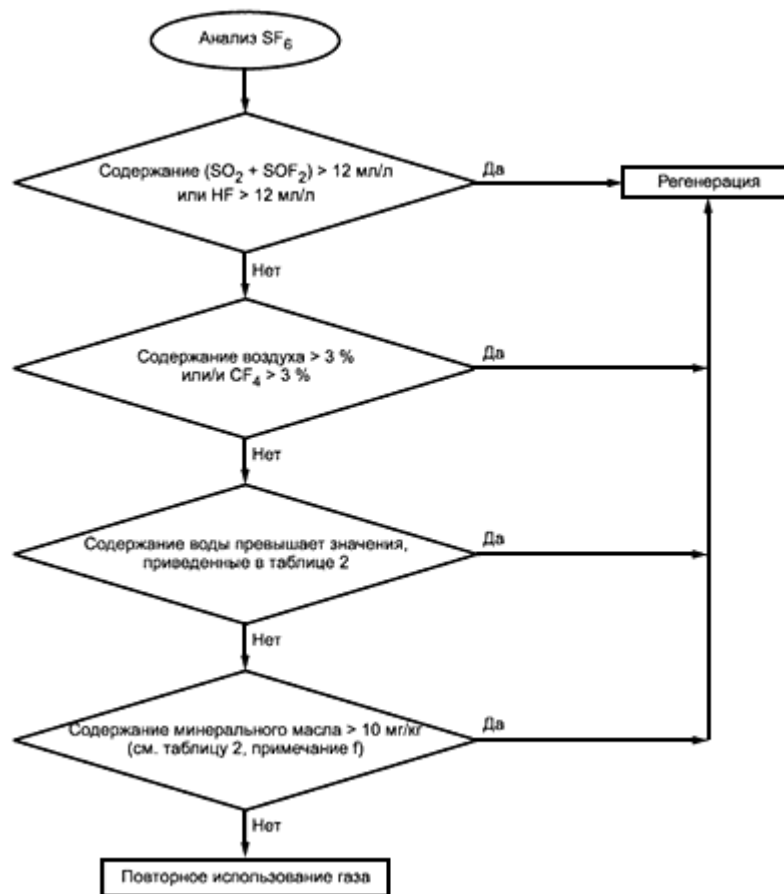 Анализ SF₆
Содержание (SO₂ + SOF₂) > 12 мл/л
или HF > 12 мл/л
Да
Регенерация
Нет
Содержание воздуха > 3 %
или/и CF₄ > 3 %
Да
Нет
Содержание воды превышает значения,
приведенные в таблице 2
Да
Нет
Содержание минерального масла > 10 мг/кг
(см. таблицу 2, примечание f)
Да
Нет
Повторное использование газа